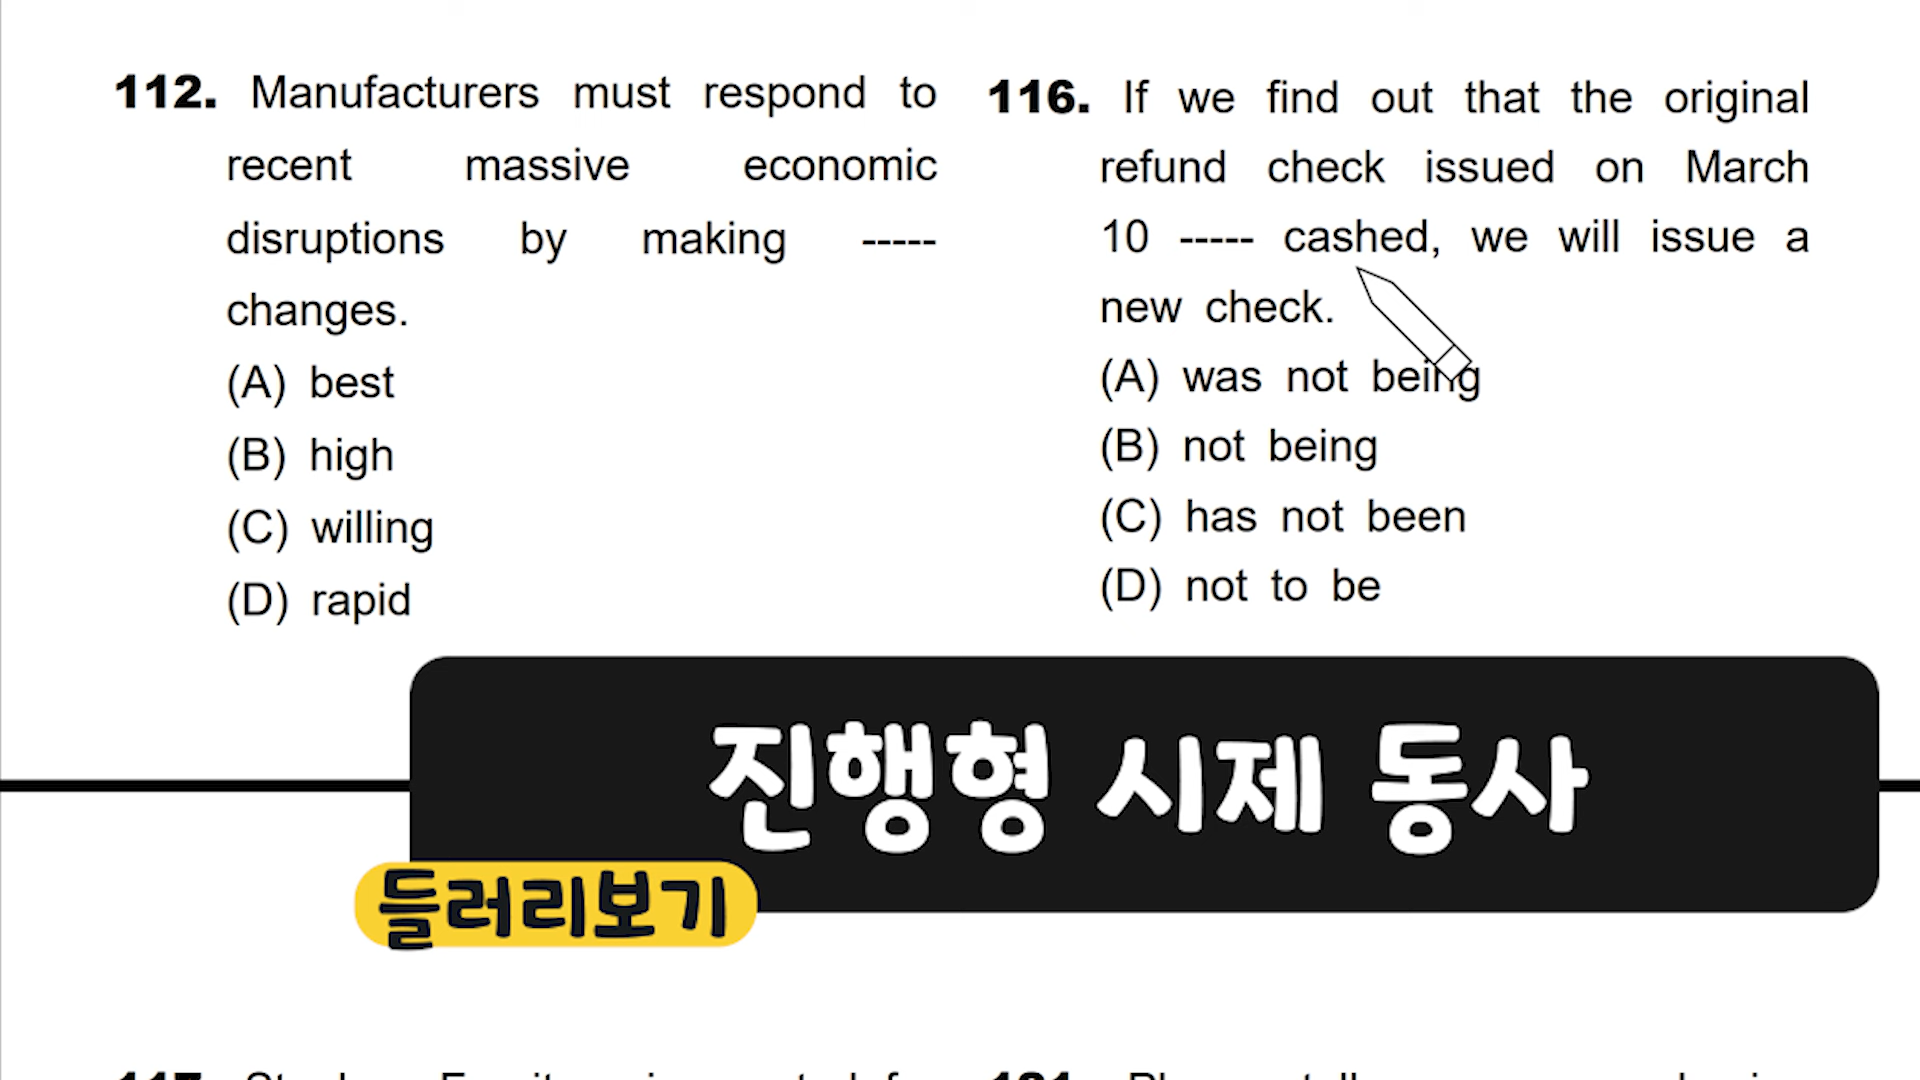 112. Manufacturers must respond to
recent massive economic
disruptions by making -----
changes.
(A) best
(B) high
(C) willing
(D) rapid
116. If we find out that the original
refund check issued on March
10 ----- cashed, we will issue a
new check.
(A) was not being
(B) not being
(C) has not been
(D) not to be
진행형 시제 동사
들러리보기